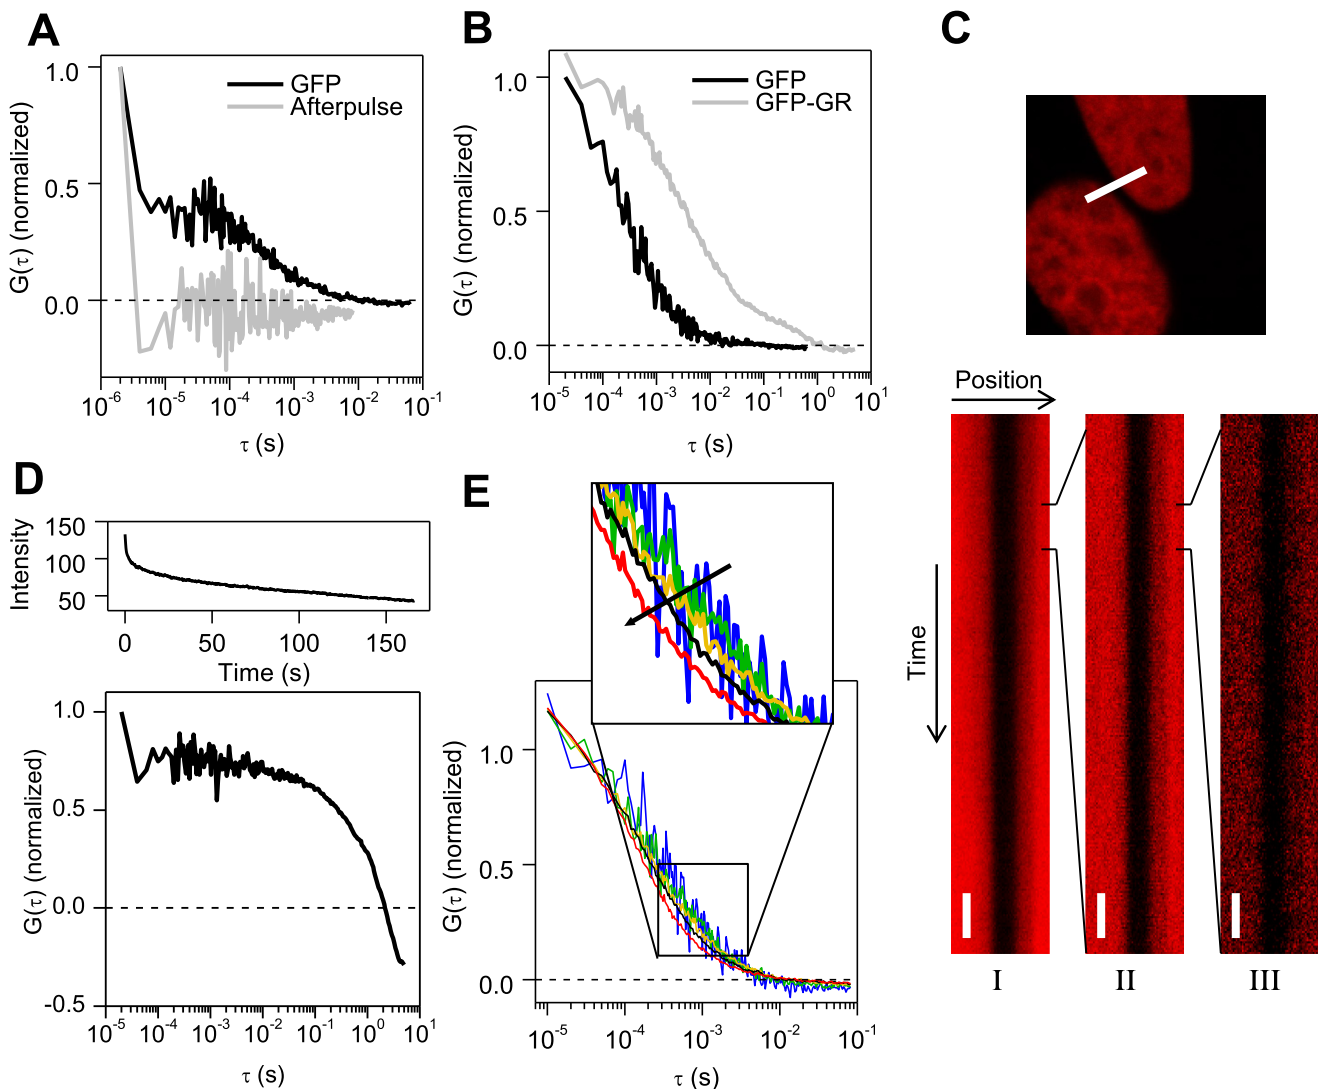 A
G(τ) (normalized)
1.0
0.5
0.0
GFP
Afterpulse
10-6 10-5 10-4 10-3 10-2 10-1
τ (s)
B
G(τ) (normalized)
1.0
0.5
0.0
GFP
GFP-GR
10-5 10-4 10-3 10-2 10-1 100 101
τ (s)
C
Position
Time
I II III
D
Intensity
150
100
50
0 50 100 150
Time (s)
G(τ) (normalized)
1.0
0.5
0.0
-0.5
10-5 10-4 10-3 10-2 10-1 100 101
τ (s)
E
G(τ) (normalized)
1.0
0.5
0.0
10-5 10-4 10-3 10-2 10-1
τ (s)